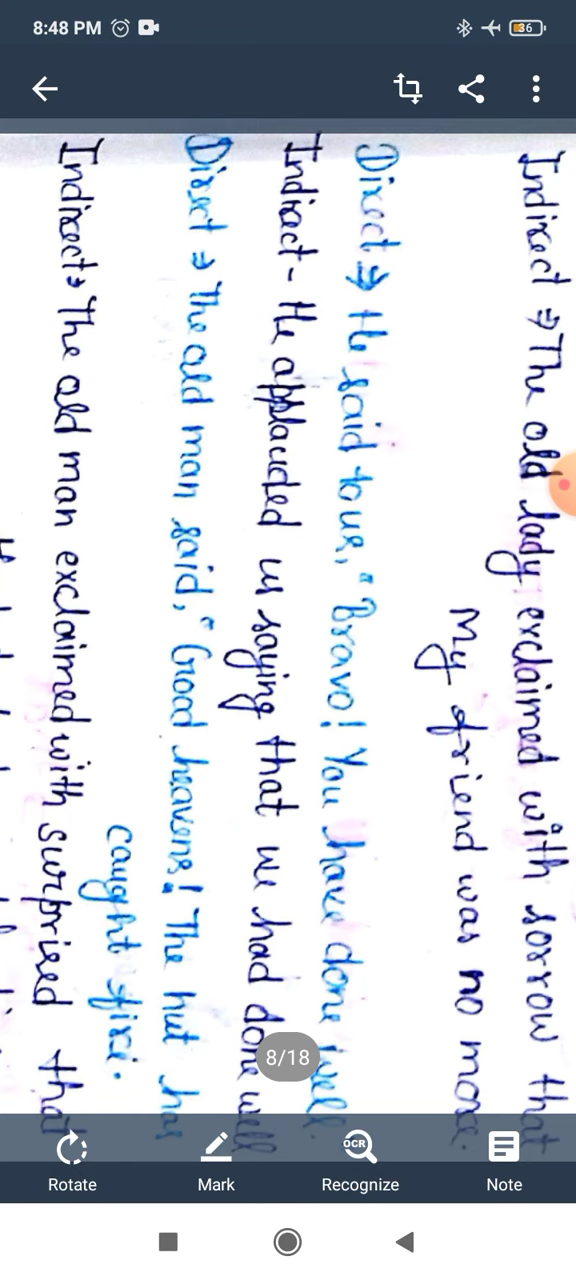 8:48 PM
36
Indirect ⇒ The old lady exclaimed with sorrow that
My friend was no more.
Direct ⇒ He said to us, "Bravo! You have done well.
Indirect - He applauded us saying that we had done well
Direct ⇒ The old man said, "Good heavens! The hut has
caught fire.
Indirect ⇒ The old man exclaimed with surprised that
8/18
Rotate
Mark
OCR
Recognize
Note